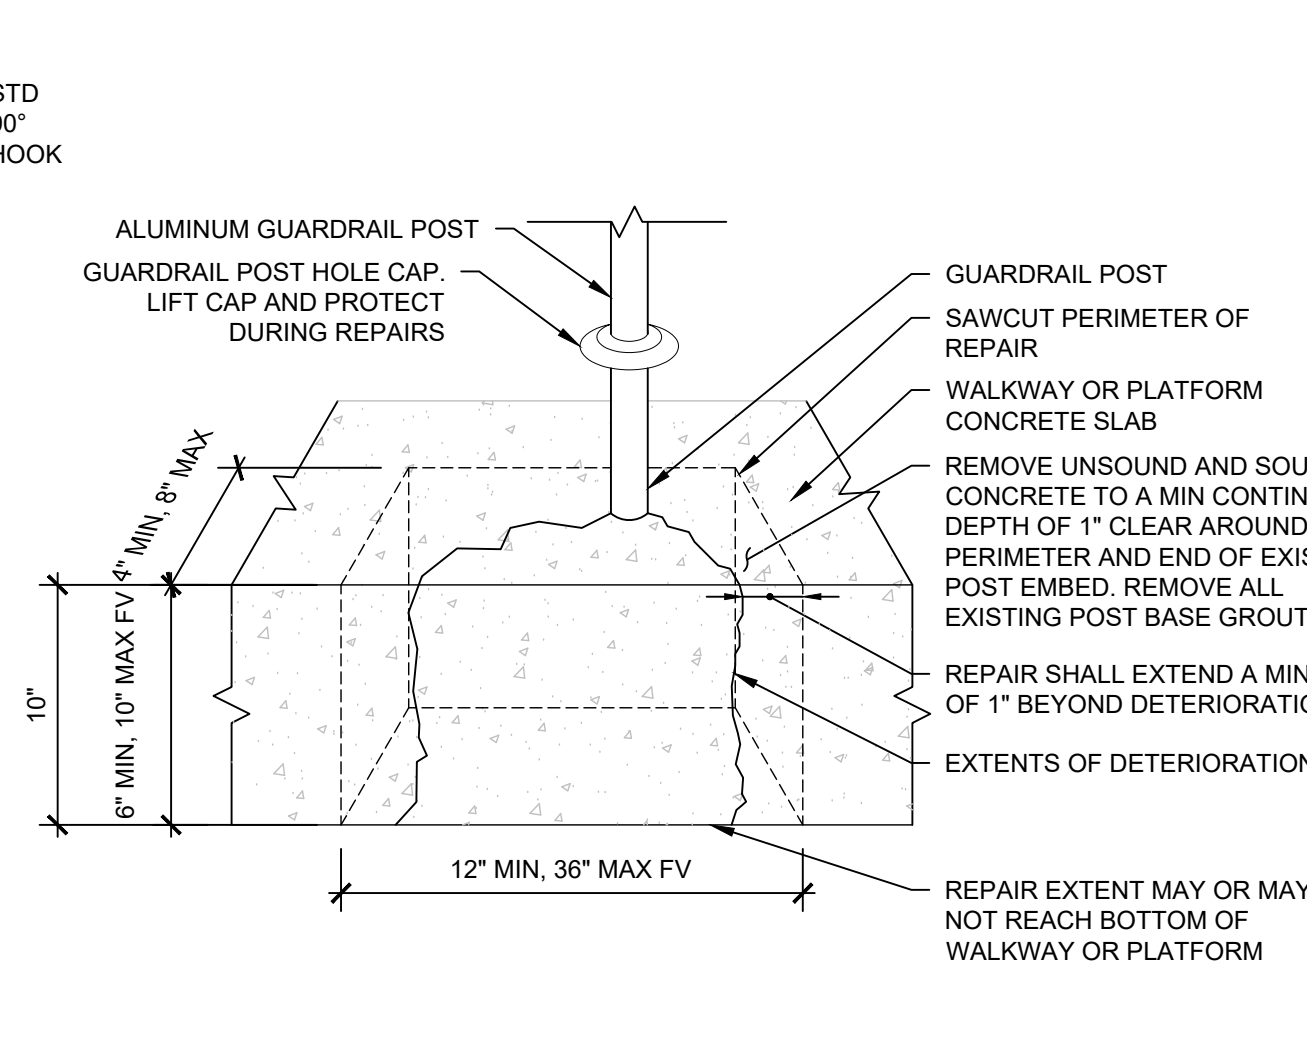 STD
90°
HOOK
ALUMINUM GUARDRAIL POST
GUARDRAIL POST HOLE CAP.
LIFT CAP AND PROTECT
DURING REPAIRS
GUARDRAIL POST
SAWCUT PERIMETER OF
REPAIR
WALKWAY OR PLATFORM
CONCRETE SLAB
REMOVE UNSOUND AND
CONCRETE TO A MIN
DEPTH OF 1" CLEAR AROUND
PERIMETER AND END OF
POST EMBED. REMOVE ALL
EXISTING POST BASE GROUT
REPAIR SHALL EXTEND A MIN
OF 1" BEYOND
EXTENTS OF DETERIORATION
REPAIR EXTENT MAY OR MAY
NOT REACH BOTTOM OF
WALKWAY OR PLATFORM
4" MIN, 8" MAX
10"
6" MIN, 10" MAX FV
12" MIN, 36" MAX FV